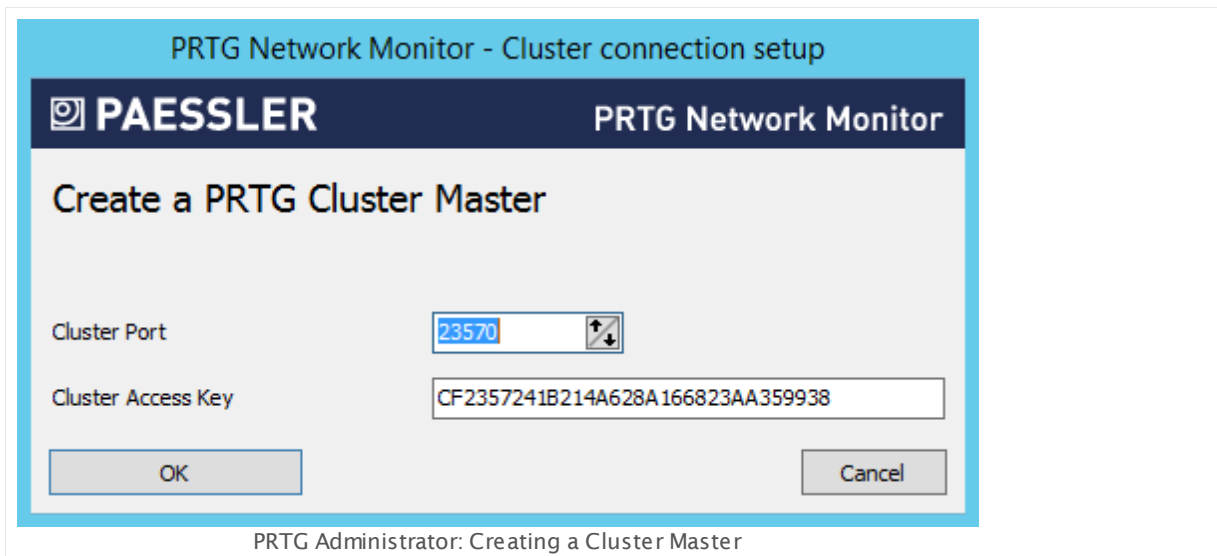 PRTG Network Monitor - Cluster connection setup
PAESSLER PRTG Network Monitor
Create a PRTG Cluster Master
Cluster Port 23570
Cluster Access Key CF2357241B214A628A166823AA359938
OK Cancel
PRTG Administrator: Creating a Cluster Master